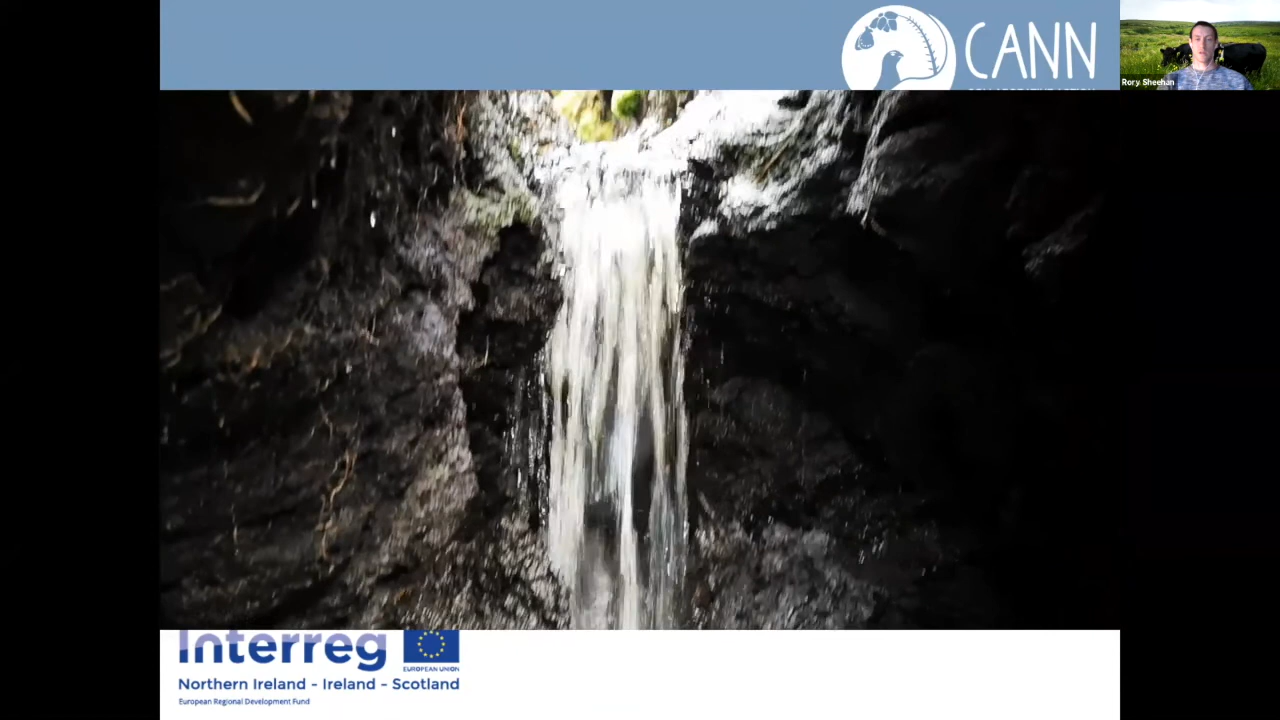 CANN
Rory Sheehan
Interreg
EUROPEAN UNION
Northern Ireland - Ireland - Scotland
European Regional Development Fund